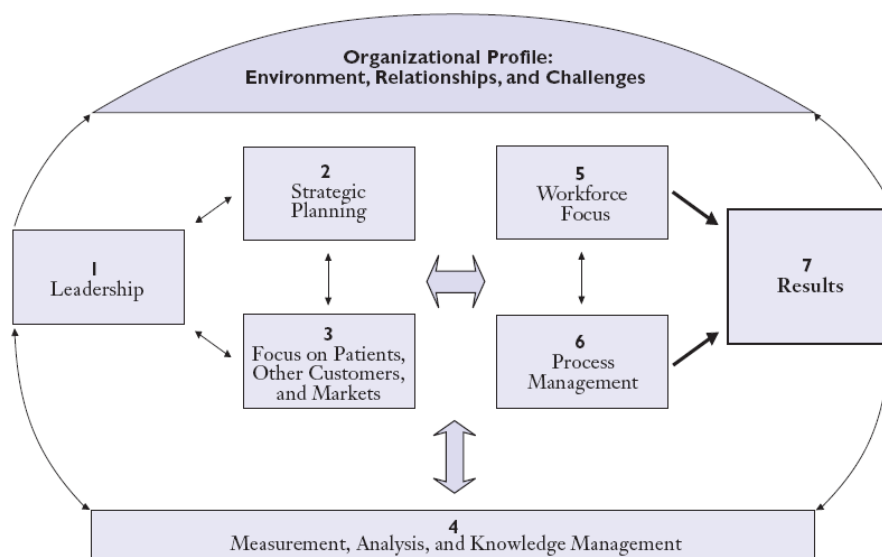 Organizational Profile:
Environment, Relationships, and Challenges
2
Strategic
Planning
5
Workforce
Focus
1
Leadership
7
Results
3
Focus on Patients,
Other Customers,
and Markets
6
Process
Management
4
Measurement, Analysis, and Knowledge Management